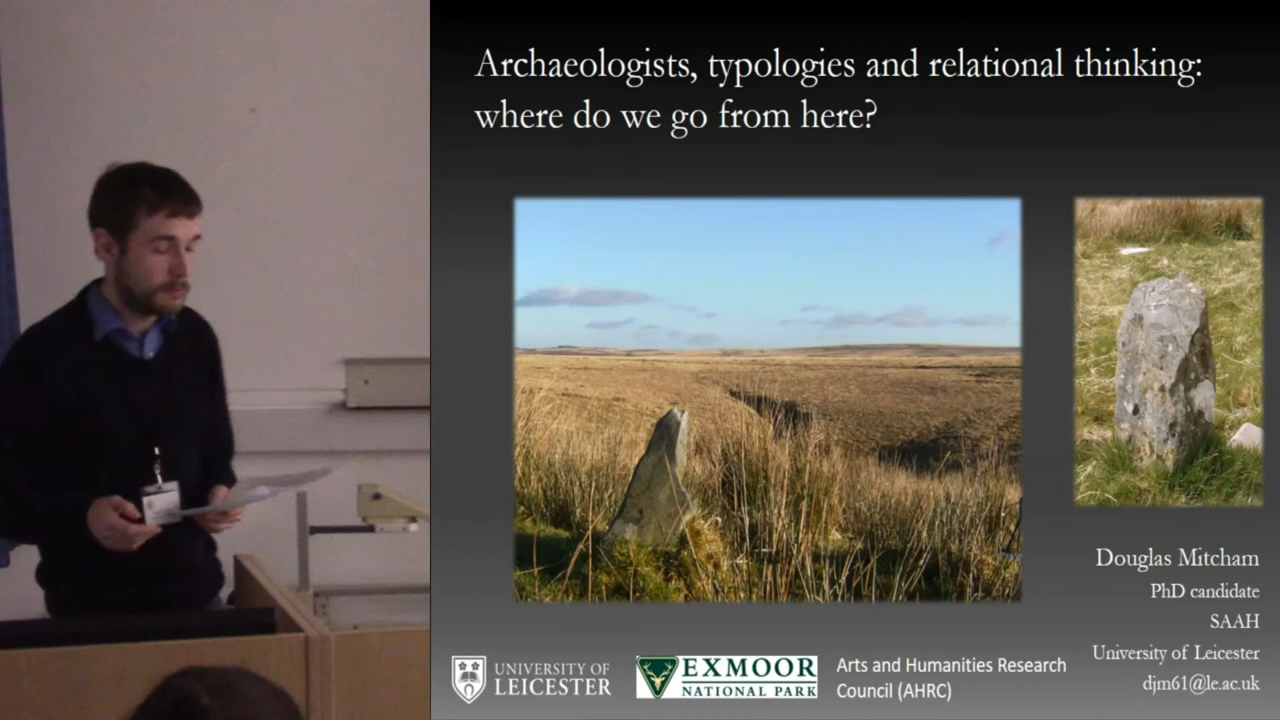 Archaeologists, typologies and relational thinking:
where do we go from here?
Douglas Mitcham
PhD candidate
SAAH
University of Leicester
djm61@le.ac.uk
UNIVERSITY OF
LEICESTER
EXMOOR
NATIONAL PARK
Arts and Humanities Research
Council (AHRC)